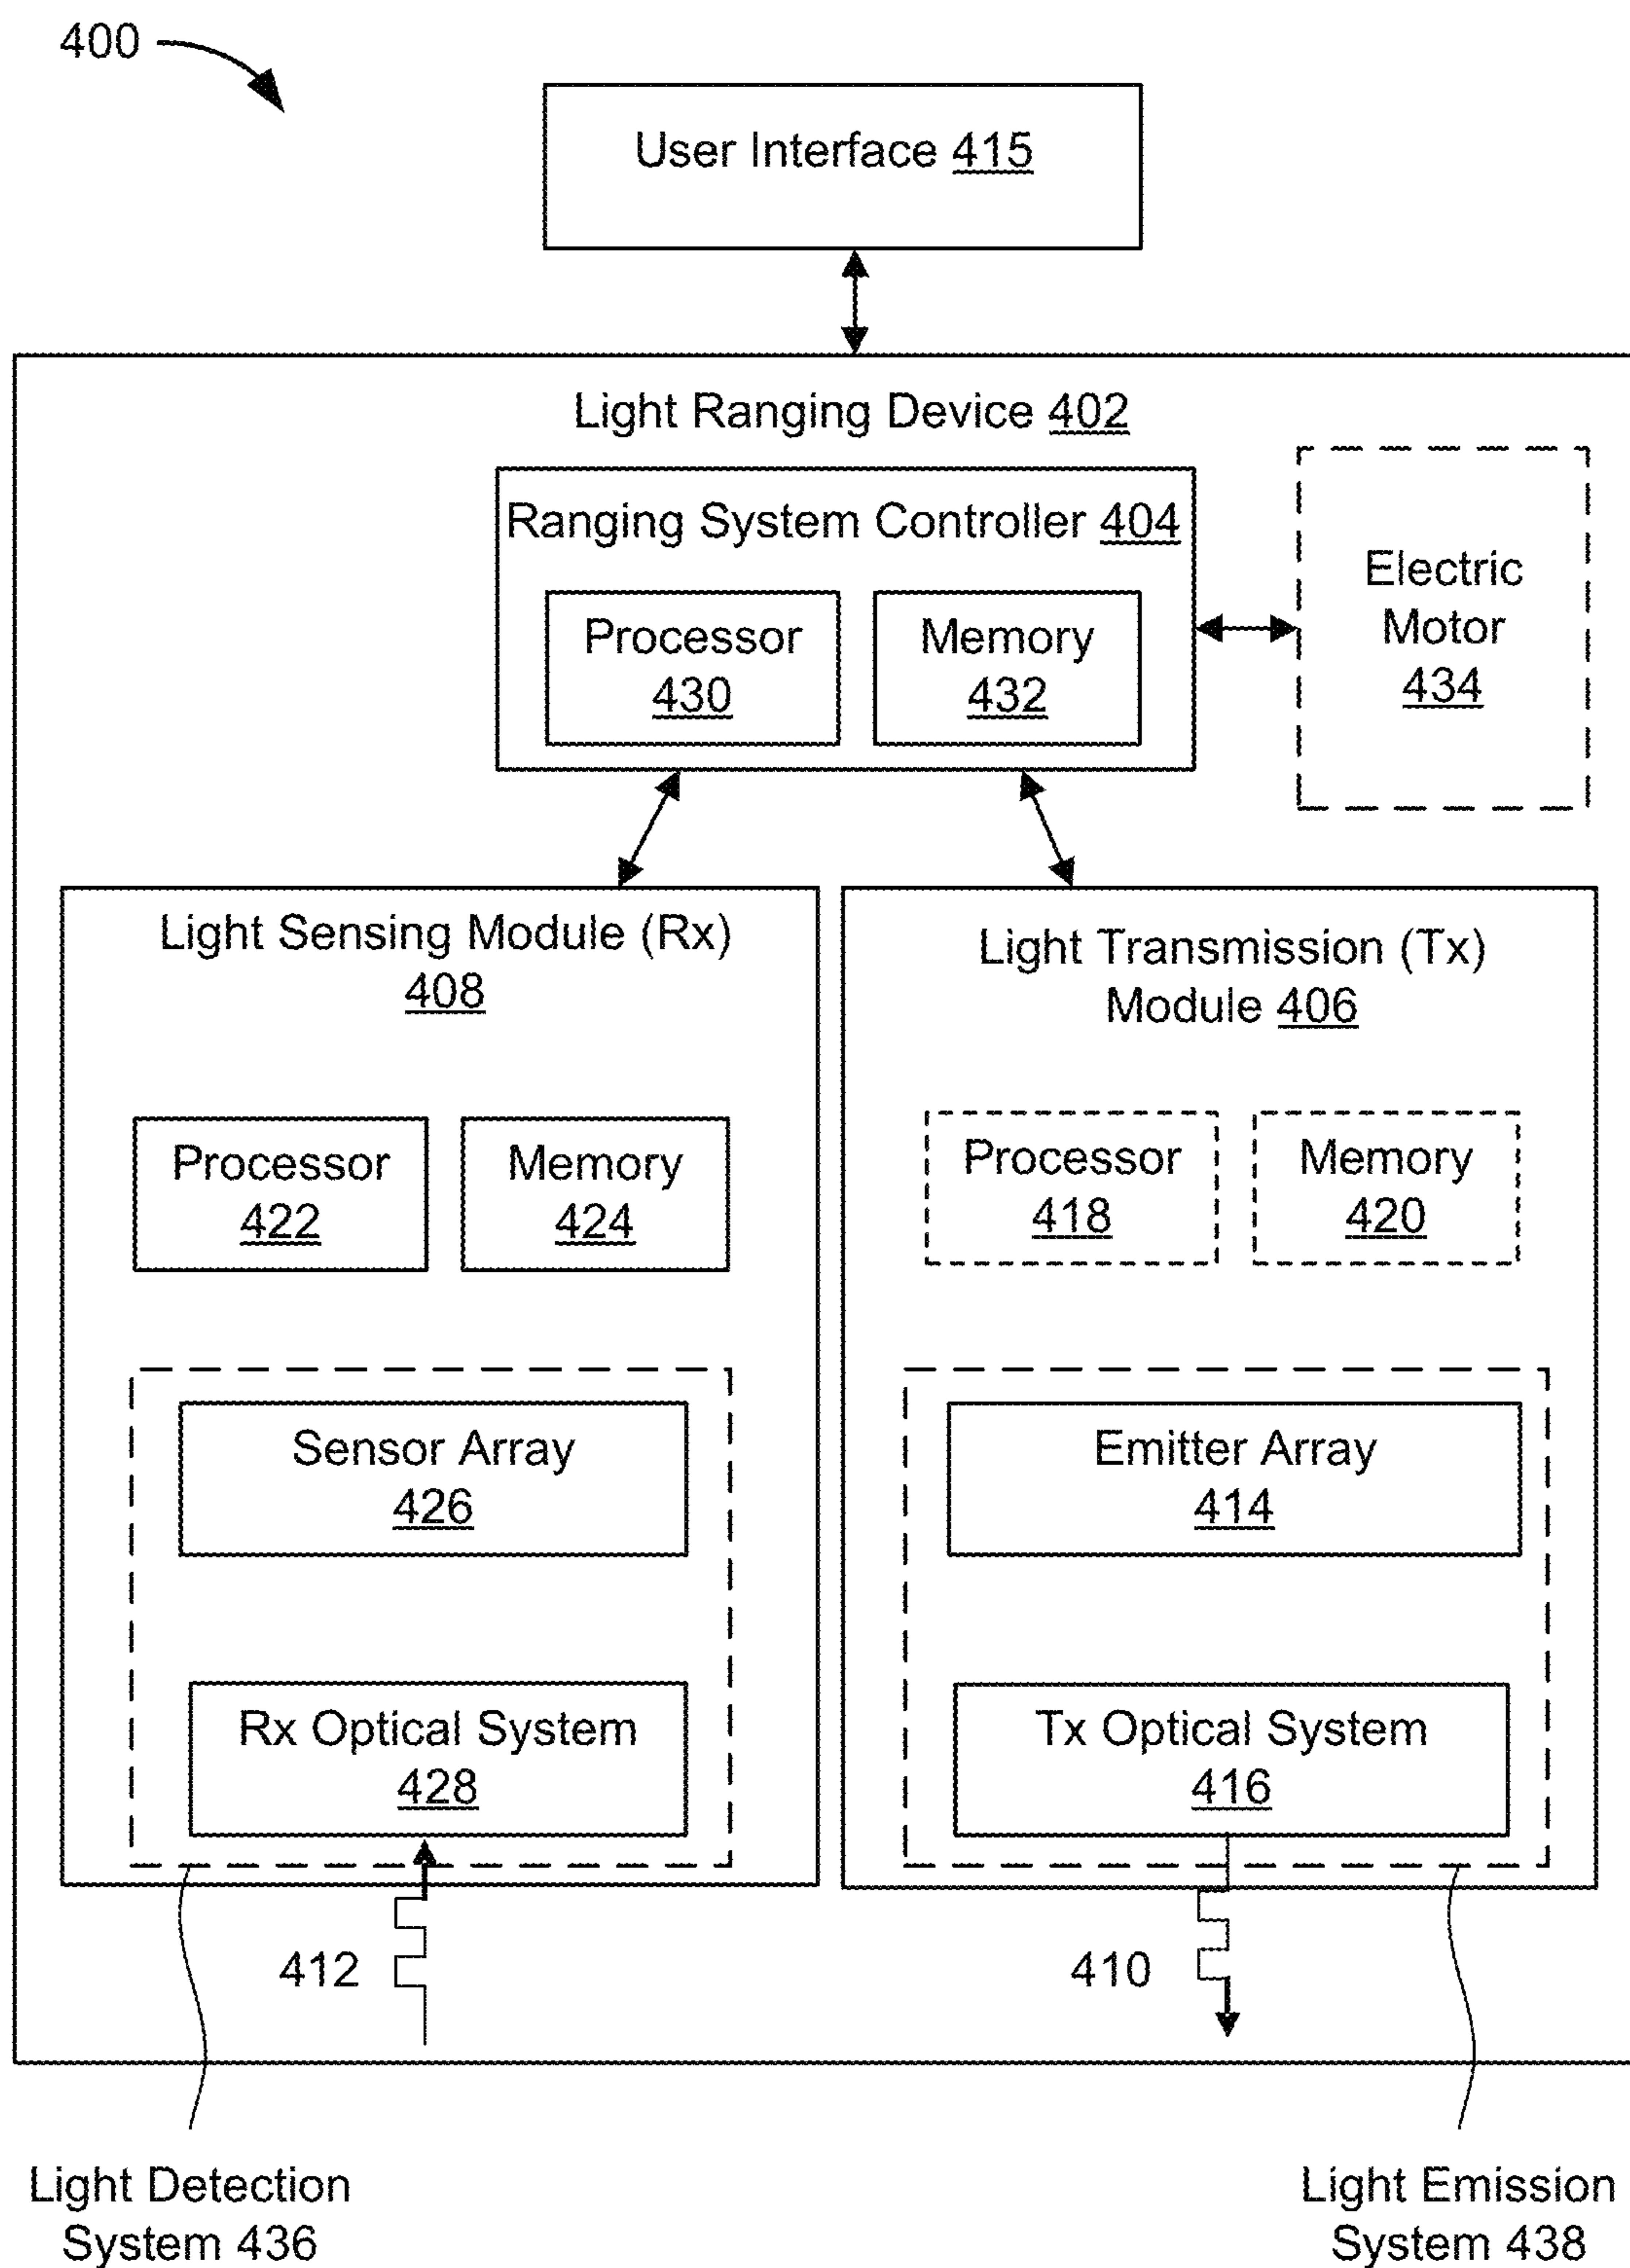 400
User Interface 415
Light Ranging Device 402
Ranging System Controller 404
Processor
430
Memory
432
Electric
Motor
434
Light Sensing Module (Rx)
408
Light Transmission (Tx)
Module 406
Processor
422
Memory
424
Processor
418
Memory
420
Sensor Array
426
Emitter Array
414
Rx Optical System
428
Tx Optical System
416
412
410
Light Detection
System 436
Light Emission
System 438